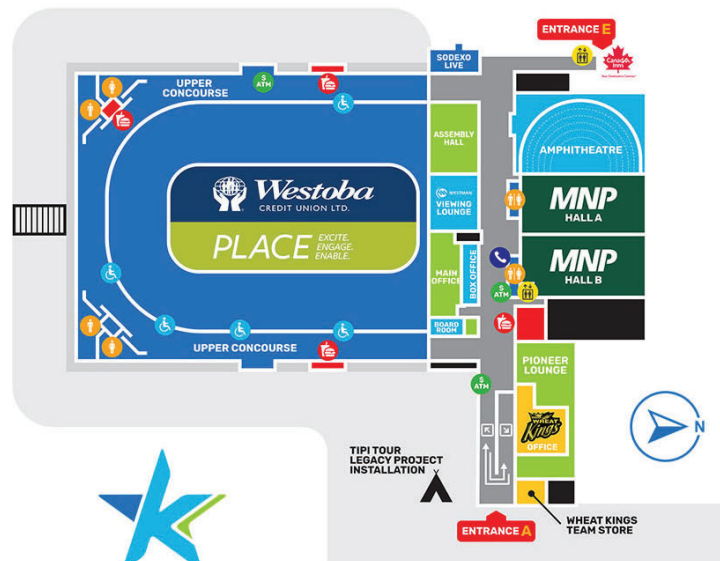 ENTRANCE E
SODEXO
LIVE
Canada
Inns
UPPER
CONCOURSE
$
ATM
ASSEMBLY
HALL
AMPHITHEATRE
Westoba
CREDIT UNION LTD.
PLACE EXCITE.
ENGAGE.
ENABLE.
VIEWING
LOUNGE
MNP
HALL A
MAIN
OFFICE
BOX OFFICE
MNP
HALL B
$
ATM
BOARD
ROOM
UPPER CONCOURSE
PIONEER
LOUNGE
$
ATM
WHEAT
Kings
OFFICE
N
TIPI TOUR
LEGACY PROJECT
INSTALLATION
ENTRANCE A
WHEAT KINGS
TEAM STORE
k